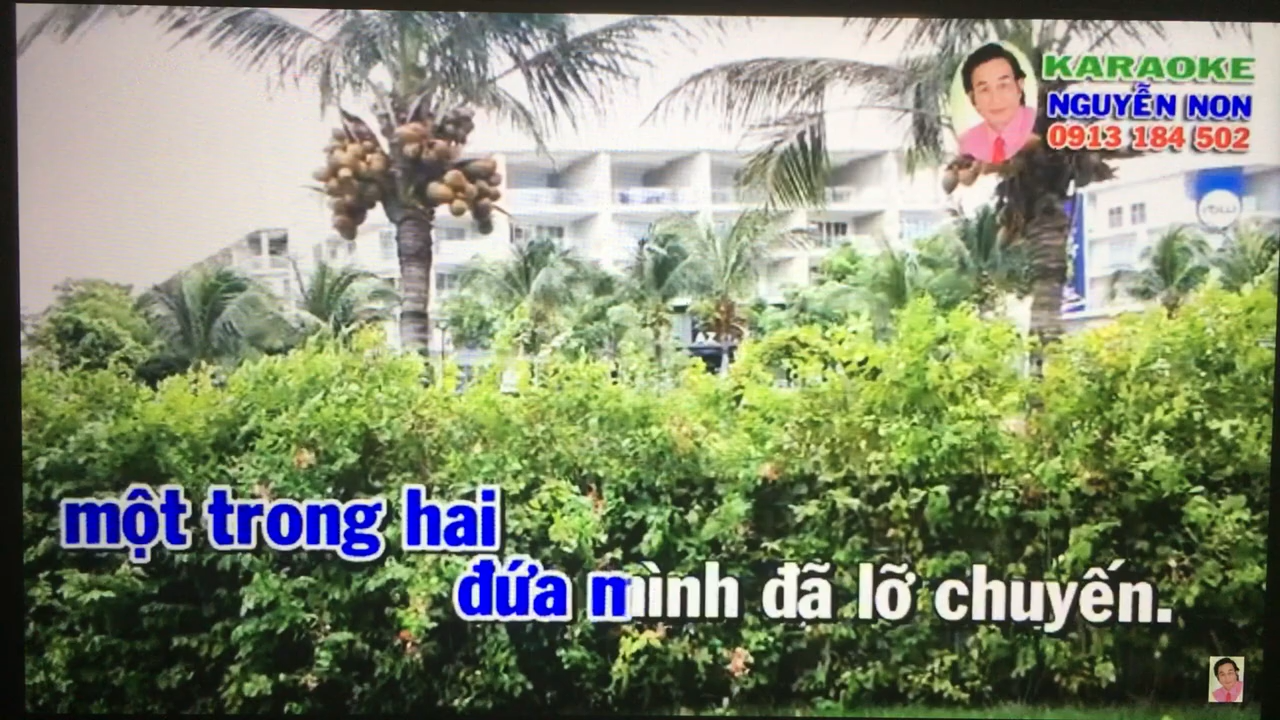 KARAOKE
NGUYỄN NON
0913 184 502
một trong hai
đứa mình đã lỡ chuyến.